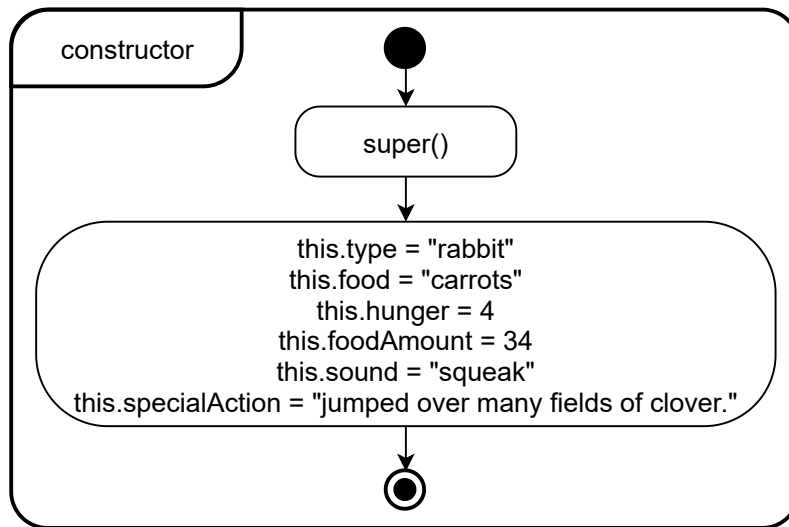 constructor
super()
this.type = "rabbit"
this.food = "carrots"
this.hunger = 4
this.foodAmount = 34
this.sound = "squeak"
this.specialAction = "jumped over many fields of clover."